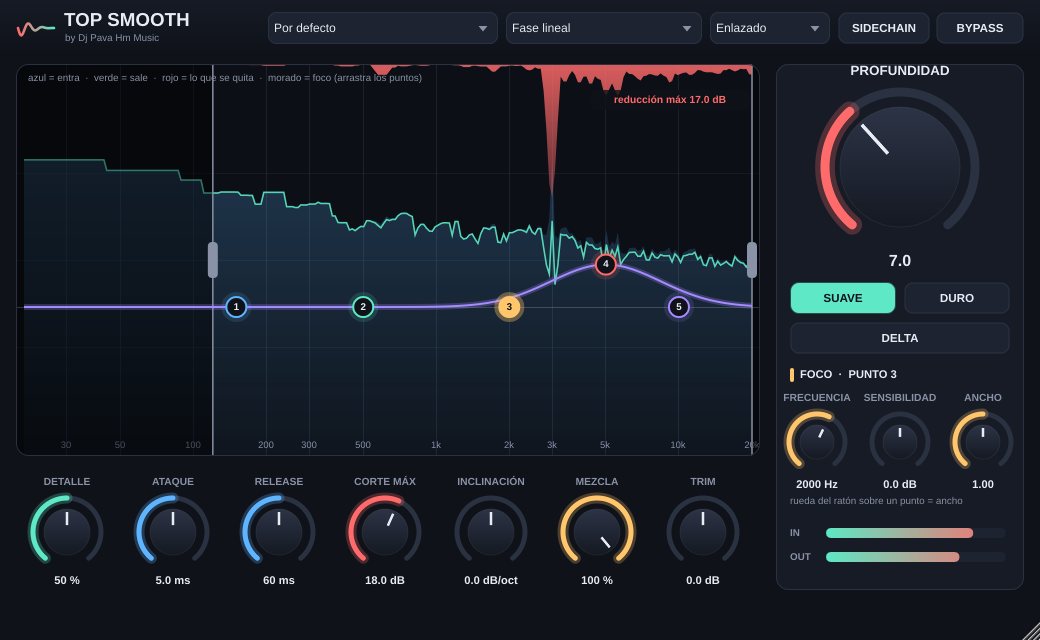 TOP SMOOTH
by Dj Pava Hm Music
Por defecto
Fase lineal
Enlazado
SIDECHAIN
BYPASS
azul = entra · verde = sale · rojo = lo que se quita · morado = foco (arrastra los puntos)
reducción máx 17.0 dB
1
2
3
4
5
30
50
100
200
300
500
1k
2k
3k
5k
10k
20k
PROFUNDIDAD
7.0
SUAVE
DURO
DELTA
FOCO · PUNTO 3
FRECUENCIA
SENSIBILIDAD
ANCHO
2000 Hz
0.0 dB
1.00
rueda del ratón sobre un punto = ancho
IN
OUT
DETALLE
ATAQUE
RELEASE
CORTE MÁX
INCLINACIÓN
MEZCLA
TRIM
50 %
5.0 ms
60 ms
18.0 dB
0.0 dB/oct
100 %
0.0 dB